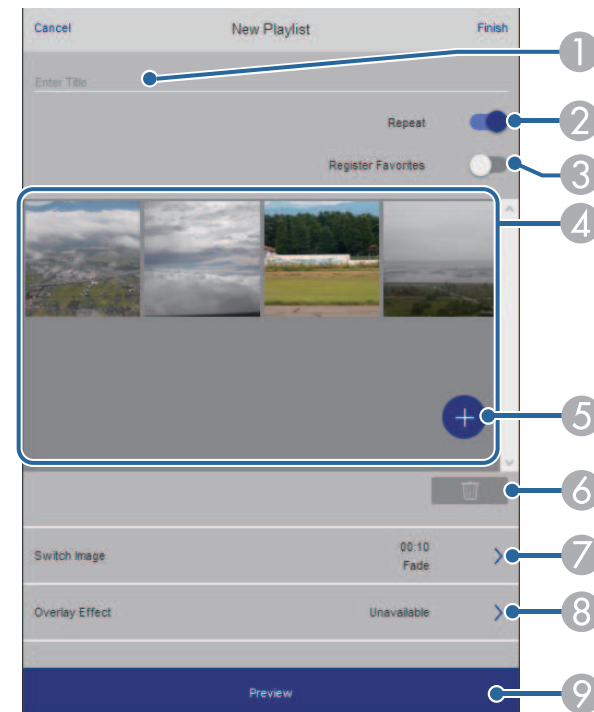 Cancel New Playlist Finish
1
Enter Title
Repeat
2
Register Favorites
3
4
+
5
6
Switch Image
00:10
Fade
7
Overlay Effect Unavailable
8
Preview
9